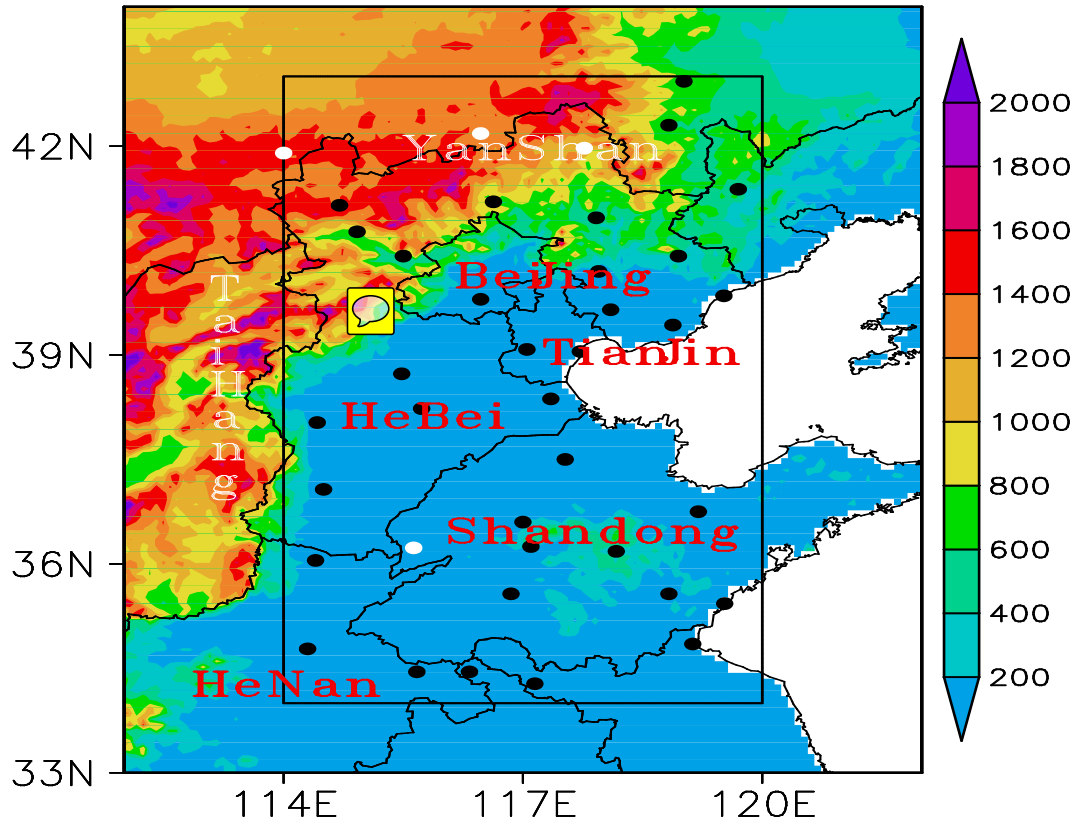 YanShan
TaiHang
BeiJing
TianJin
HeBei
Shandong
HeNan
42N
39N
36N
33N
114E
117E
120E
2000
1800
1600
1400
1200
1000
800
600
400
200